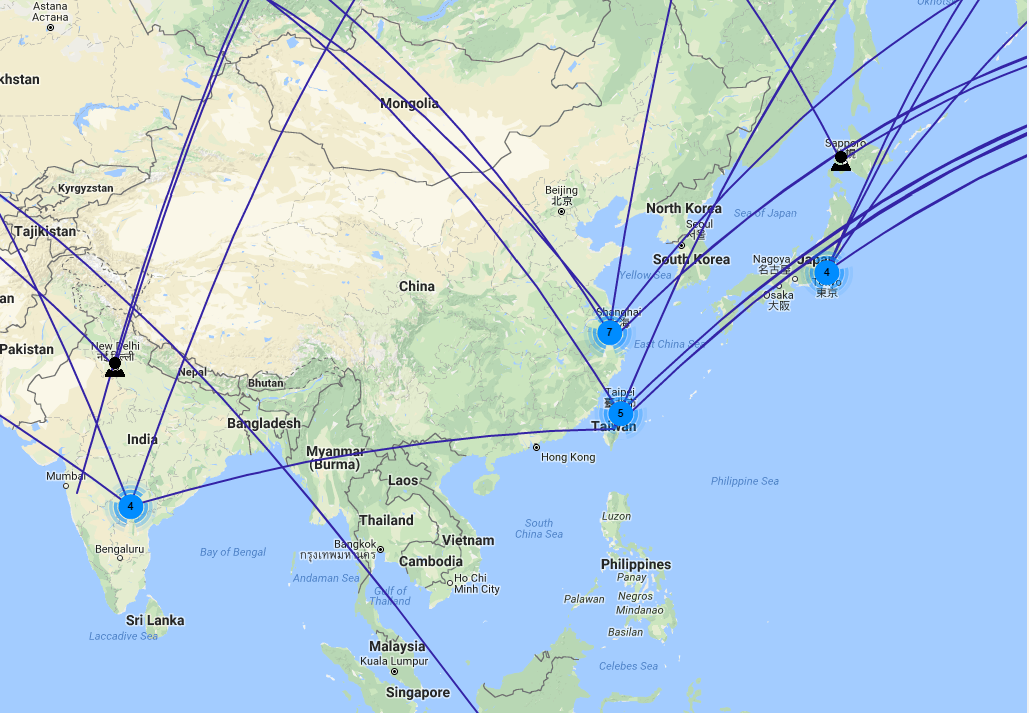 Astana
Астана
Okhotsk
khstan
Mongolia
Sapporo
Kyrgyzstan
Beijing
北京
North Korea
Sea of Japan
Tajikistan
Seoul
서울
South Korea
Nagoya
名古屋
Japan
an
China
Yellow Sea
4
Tokyo
東京
Osaka
大阪
Shanghai
7
Pakistan
New Delhi
East China Sea
Nepal
Bhutan
Taipei
5
Bangladesh
Taiwan
India
Myanmar
(Burma)
Hong Kong
Mumbai
Laos
Philippine Sea
4
Luzon
Thailand
South
China Sea
Vietnam
Bengaluru
Bay of Bengal
Bangkok
กรุงเทพมหานคร
Cambodia
Philippines
Andaman Sea
Ho Chi
Minh City
Panay
Gulf of
Thailand
Palawan
Negros
Mindanao
Sri Lanka
Basilan
Laccadive Sea
Malaysia
Kuala Lumpur
Celebes Sea
Singapore